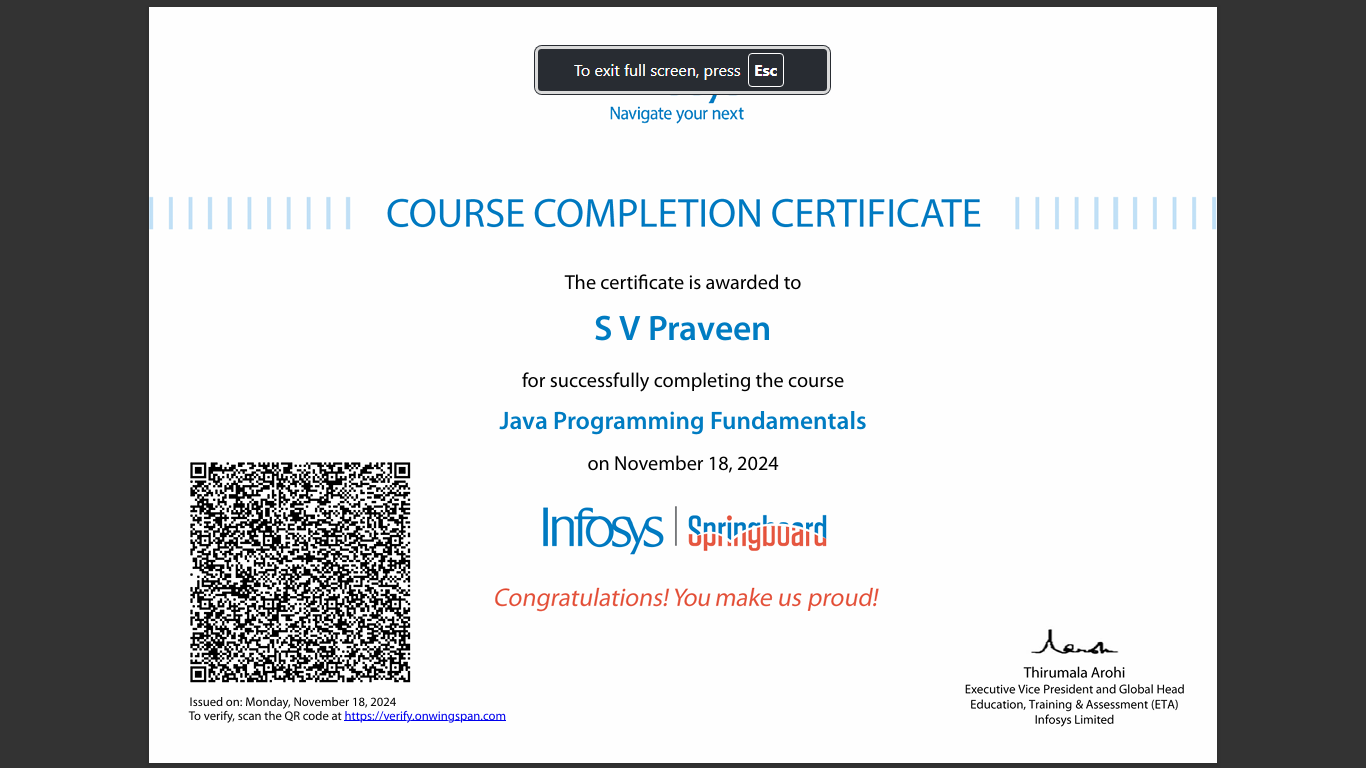 To exit full screen, press Esc
Navigate your next
COURSE COMPLETION CERTIFICATE
The certificate is awarded to
S V Praveen
for successfully completing the course
Java Programming Fundamentals
on November 18, 2024
Infosys | Springboard
Congratulations! You make us proud!
Thirumala Arohi
Executive Vice President and Global Head
Education, Training & Assessment (ETA)
Infosys Limited
Issued on: Monday, November 18, 2024
To verify, scan the QR code at https://verify.onwingspan.com